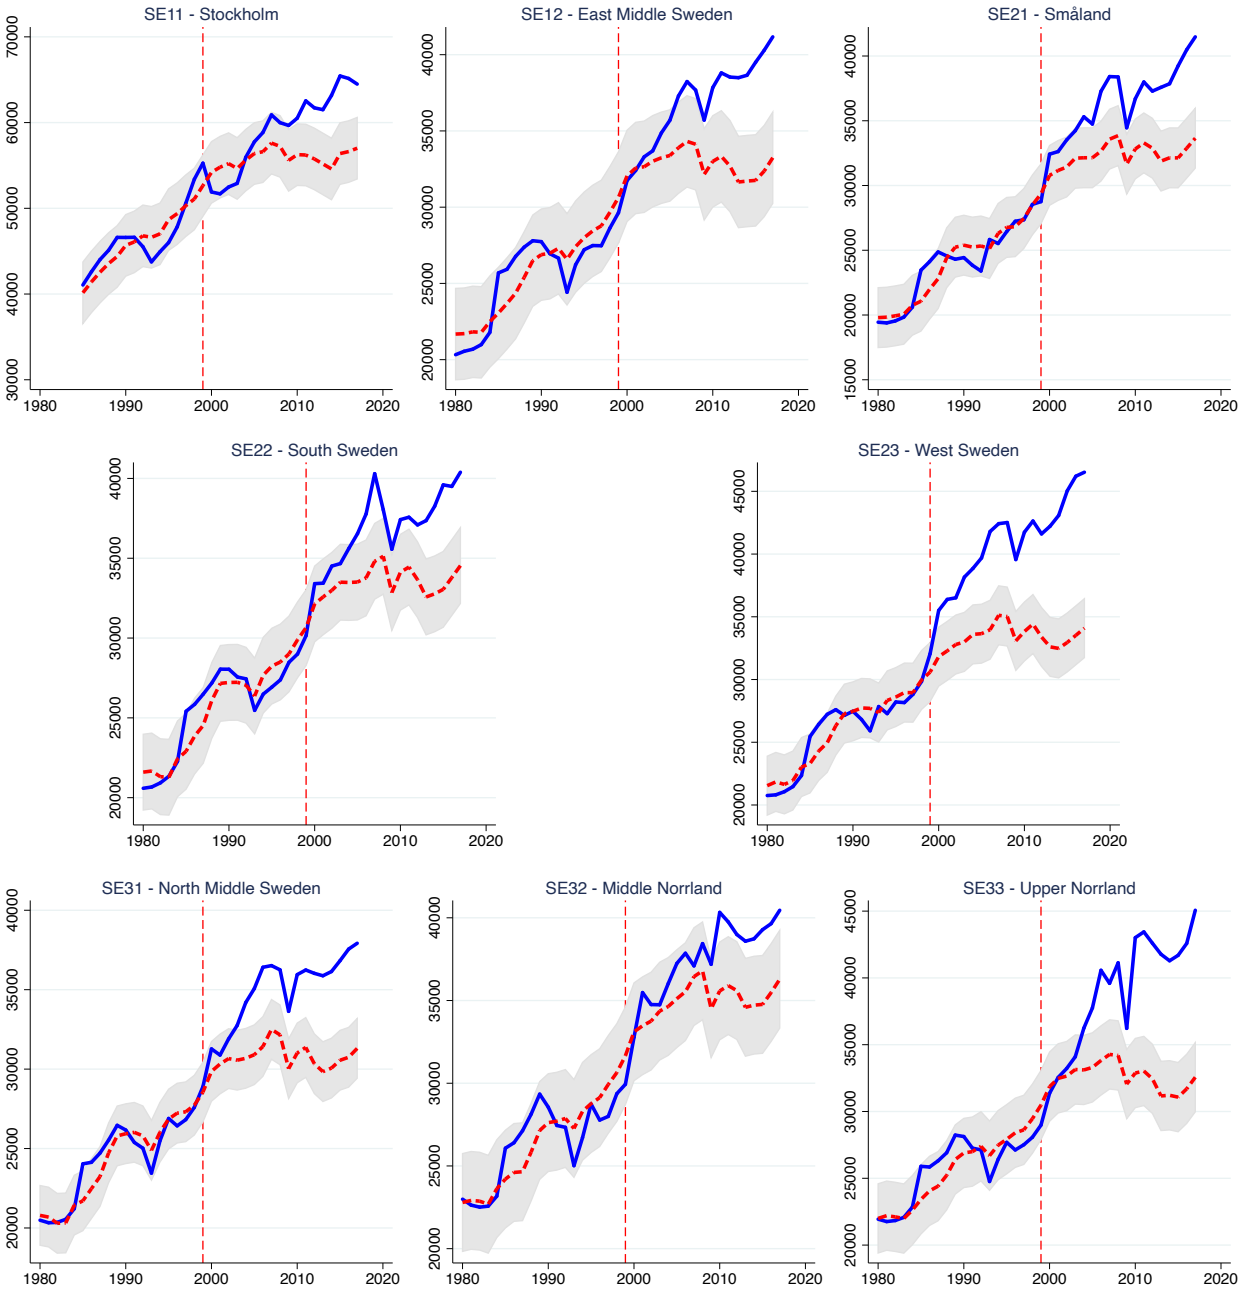 SE11 - Stockholm
70000
60000
50000
40000
30000
1980 1990 2000 2010 2020
SE12 - East Middle Sweden
40000
35000
30000
25000
20000
1980 1990 2000 2010 2020
SE21 - Småland
40000
35000
30000
25000
20000
15000
1980 1990 2000 2010 2020
SE22 - South Sweden
40000
35000
30000
25000
20000
1980 1990 2000 2010 2020
SE23 - West Sweden
45000
40000
35000
30000
25000
20000
1980 1990 2000 2010 2020
SE31 - North Middle Sweden
40000
35000
30000
25000
20000
1980 1990 2000 2010 2020
SE32 - Middle Norrland
40000
35000
30000
25000
20000
1980 1990 2000 2010 2020
SE33 - Upper Norrland
45000
40000
35000
30000
25000
20000
1980 1990 2000 2010 2020